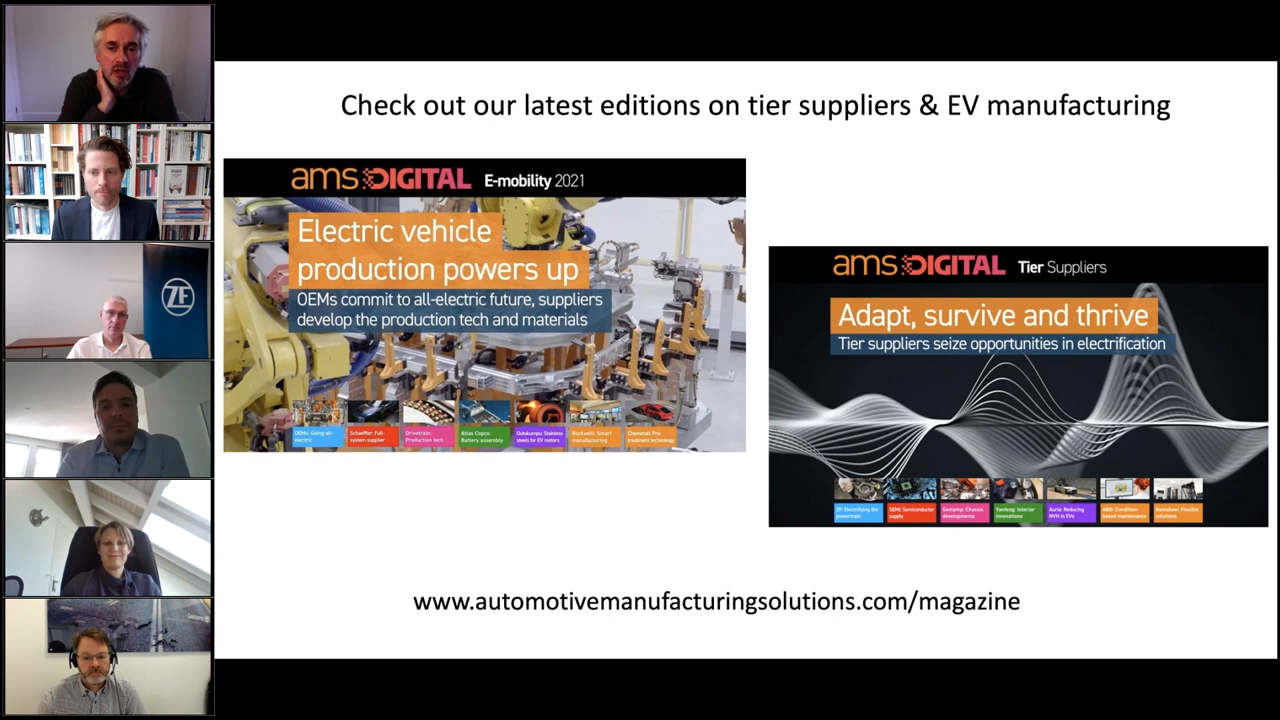 Check out our latest editions on tier suppliers & EV manufacturing
ams DIGITAL E-mobility 2021
Electric vehicle
production powers up
OEMs commit to all-electric future, suppliers
develop the production tech and materials
OEMs: Going all-
electric
Schaeffler: Full-
system supplier
Drivetrain:
Production tech
Atlas Copco:
Battery assembly
Outokumpu: Stainless
steels for EV motors
Rockwell: Smart
manufacturing
Chemetall: Pre-
treatment technology
ams DIGITAL Tier Suppliers
Adapt, survive and thrive
Tier suppliers seize opportunities in electrification
ZF: Electrifying the
powertrain
SEMI: Semiconductor
supply
Gestamp: Chassis
developments
Yanfeng: Interior
innovations
Auria: Reducing
NVH in EVs
ABB: Condition-
based maintenance
Renishaw: Flexible
solutions
www.automotivemanufacturingsolutions.com/magazine
ZF